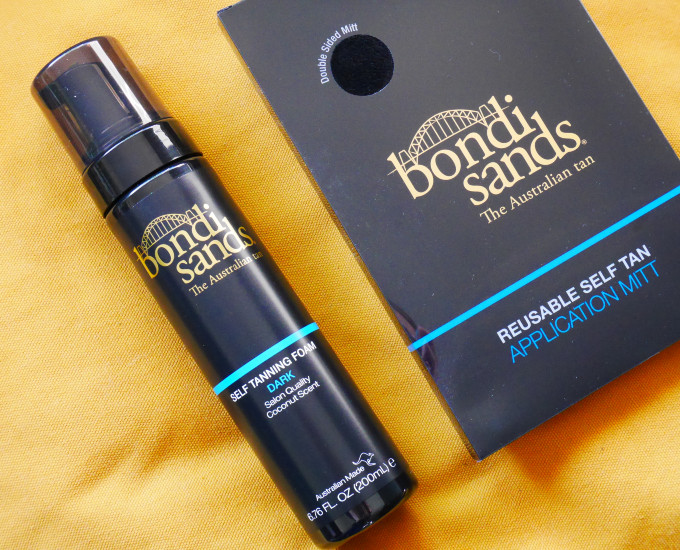 bondi
sands
The Australian tan
SELF TANNING FOAM
DARK
Salon Quality
Coconut Scent
Australian Made
6.76 FL. OZ (200mL) ℮
Double Sided Mitt
bondi
sands®
The Australian tan
REUSABLE SELF TAN
APPLICATION MITT